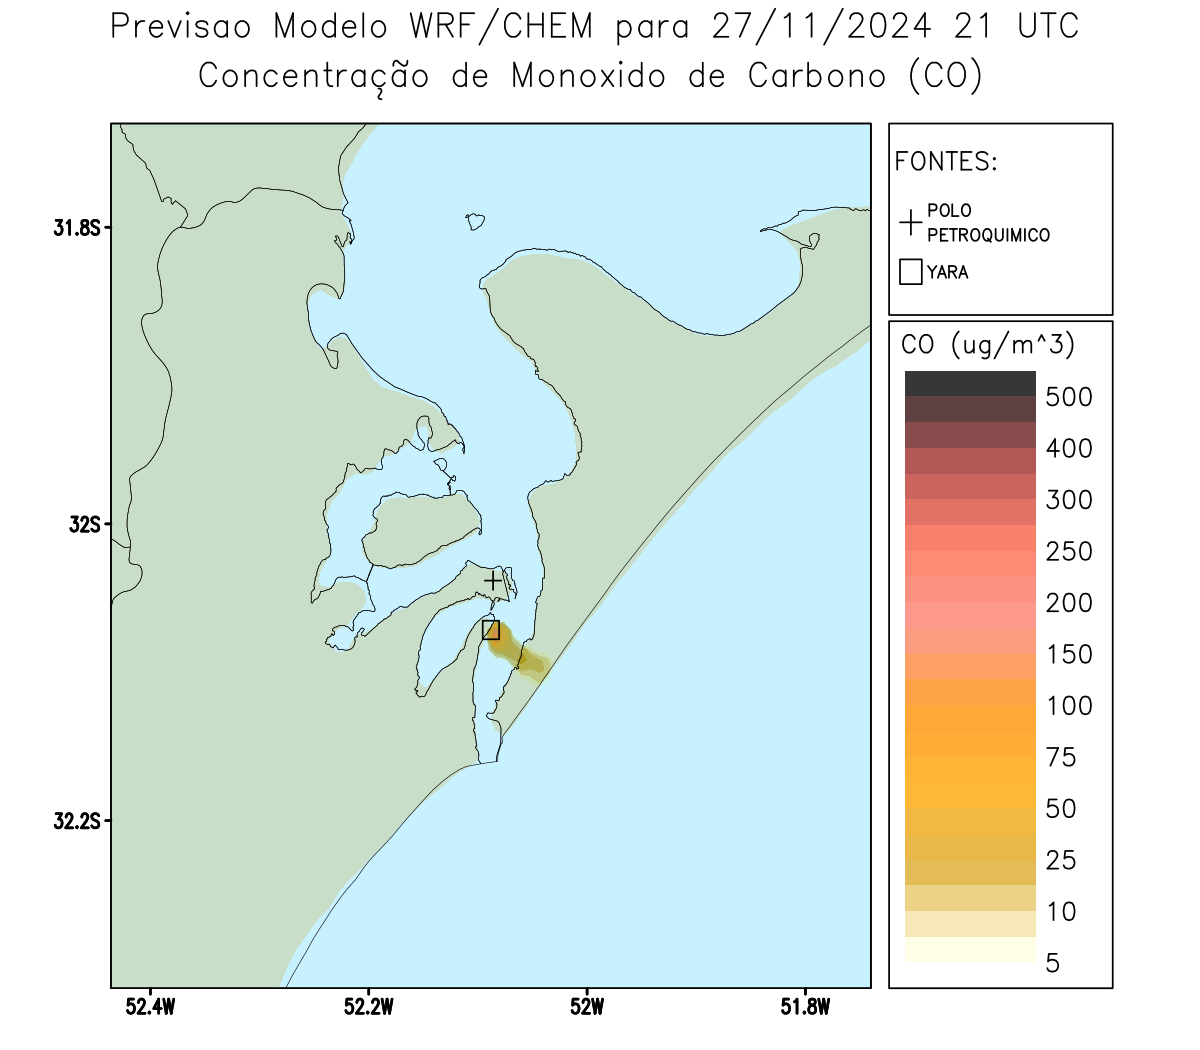 Previsao Modelo WRF/CHEM para 27/11/2024 21 UTC
Concentração de Monoxido de Carbono (CO)
FONTES:
POLO
PETROQUIMICO
YARA
31.8S
32S
32.2S
52.4W
52.2W
52W
51.8W
CO (ug/m^3)
500
400
300
250
200
150
100
75
50
25
10
5